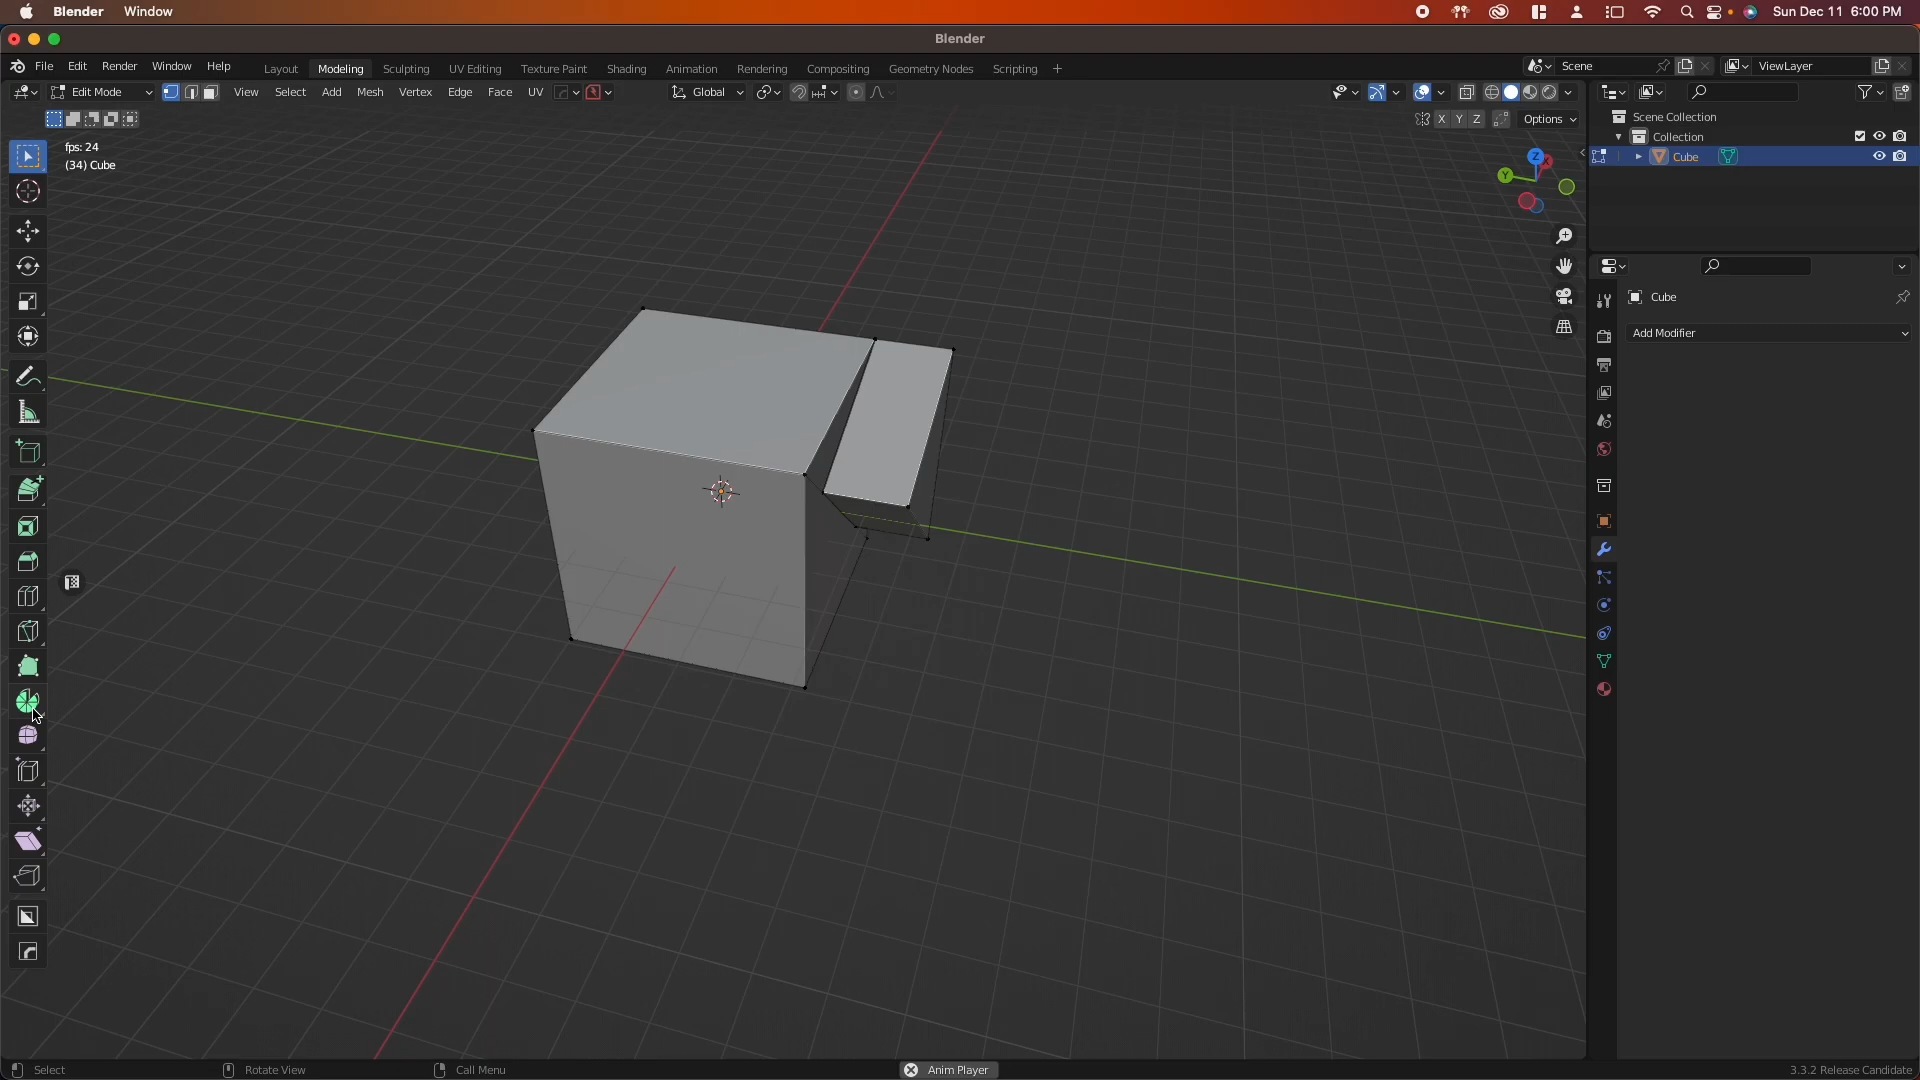 Blender Window Sun Dec 11 6:00 PM
Blender
File Edit Render Window Help Layout Modeling Sculpting UV Editing Texture Paint Shading Animation Rendering Compositing Geometry Nodes Scripting + Scene ViewLayer
Edit Mode View Select Add Mesh Vertex Edge Face UV Global
X Y Z Options
Scene Collection
Collection
Cube
fps: 24
(34) Cube
Z
Y
X
Cube
Add Modifier
Select Rotate View Call Menu Anim Player 3.3.2 Release Candidate